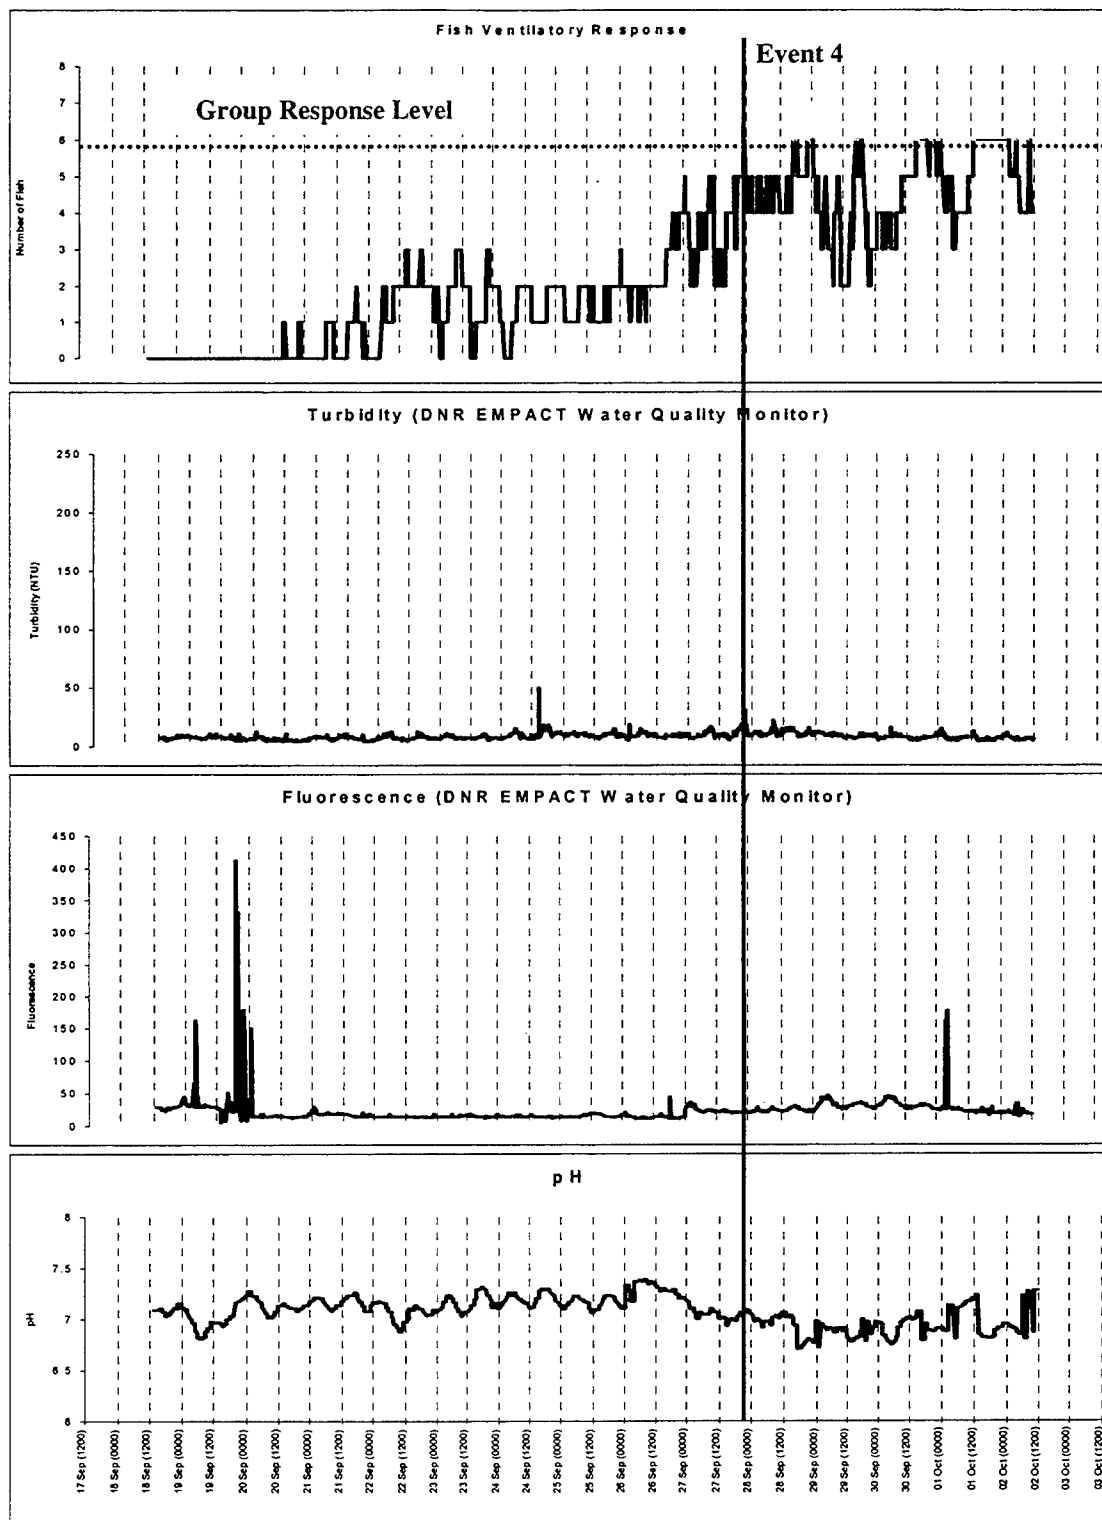 Fish Ventilatory Response
Event 4
Group Response Level
Number of Fish
8
7
6
5
4
3
2
1
0
Turbidity (DNR EMPACT Water Quality Monitor)
Turbidity (NTU)
250
200
150
100
50
0
Fluorescence (DNR EMPACT Water Quality Monitor)
Fluorescence
450
400
350
300
250
200
150
100
50
0
pH
pH
8
7.5
7
6 5
6
17 Sep (1200)
18 Sep (0000)
18 Sep (1200)
19 Sep (0000)
19 Sep (1200)
20 Sep (0000)
20 Sep (1200)
21 Sep (0000)
21 Sep (1200)
22 Sep (0000)
22 Sep (1200)
23 Sep (0000)
23 Sep (1200)
24 Sep (0000)
24 Sep (1200)
25 Sep (0000)
25 Sep (1200)
26 Sep (0000)
26 Sep (1200)
27 Sep (0000)
27 Sep (1200)
28 Sep (0000)
28 Sep (1200)
29 Sep (0000)
29 Sep (1200)
30 Sep (0000)
30 Sep (1200)
01 Oct (0000)
01 Oct (1200)
02 Oct (0000)
02 Oct (1200)
03 Oct (0000)
03 Oct (1200)